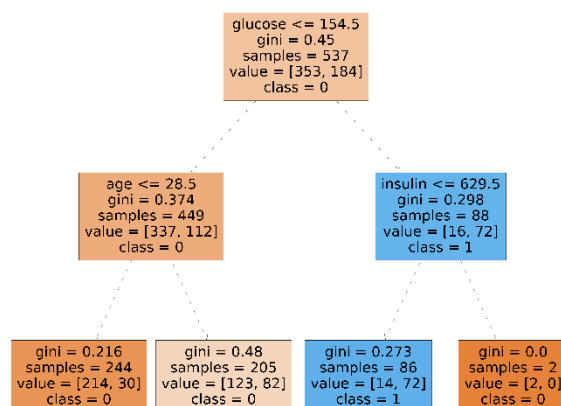 glucose <= 154.5
gini = 0.45
samples = 537
value = [353, 184]
class = 0
age <= 28.5
gini = 0.374
samples = 449
value = [337, 112]
class = 0
insulin <= 629.5
gini = 0.298
samples = 88
value = [16, 72]
class = 1
gini = 0.216
samples = 244
value = [214, 30]
class = 0
gini = 0.48
samples = 205
value = [123, 82]
class = 0
gini = 0.273
samples = 86
value = [14, 72]
class = 1
gini = 0.0
samples = 2
value = [2, 0]
class = 0